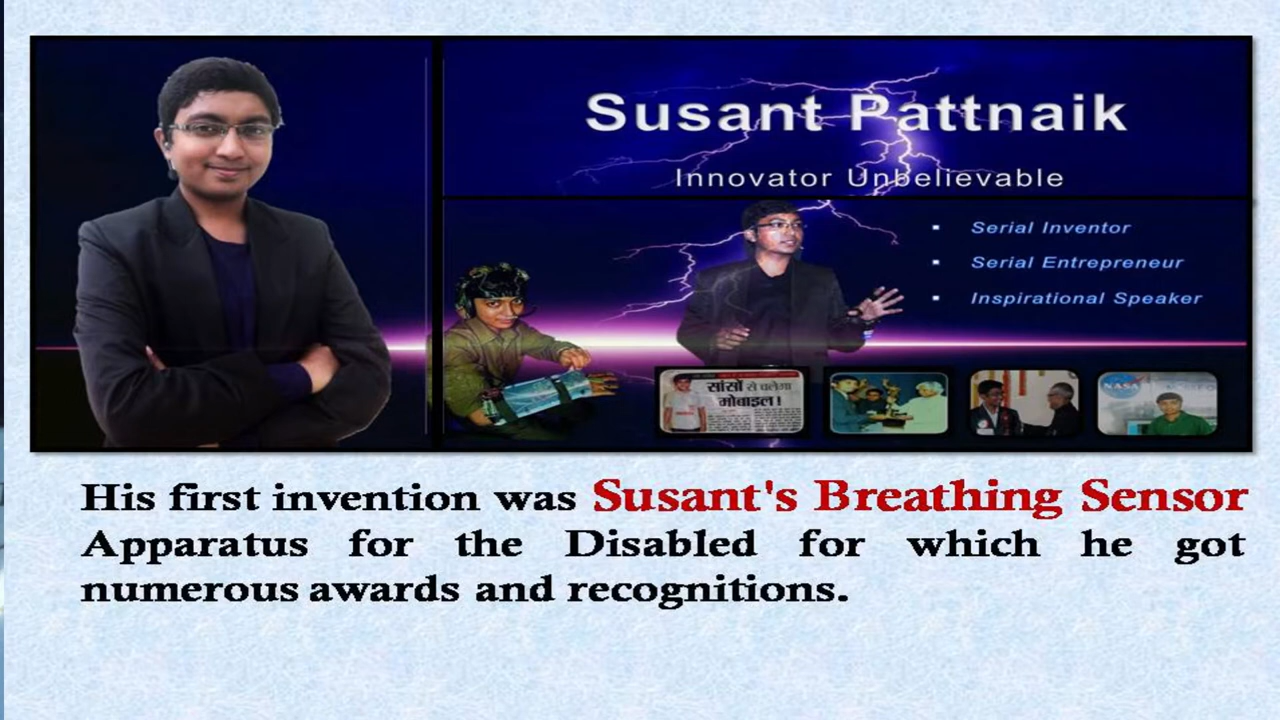 Susant Pattnaik
Innovator Unbelievable
▪ Serial Inventor
▪ Serial Entrepreneur
▪ Inspirational Speaker
सांसों से चलेगा
मोबाइल!
NASA
His first invention was Susant's Breathing Sensor
Apparatus for the Disabled for which he got
numerous awards and recognitions.